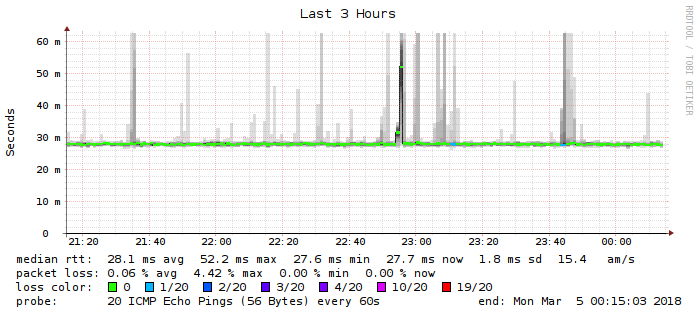 Last 3 Hours
RRDTOOL / TOBI OETIKER
Seconds
60 m
50 m
40 m
30 m
20 m
10 m
0
21:20 21:40 22:00 22:20 22:40 23:00 23:20 23:40 00:00
median rtt: 28.1 ms avg 52.2 ms max 27.6 ms min 27.7 ms now 1.8 ms sd 15.4 am/s
packet loss: 0.06 % avg 4.42 % max 0.00 % min 0.00 % now
loss color: 0 1/20 2/20 3/20 4/20 10/20 19/20
probe: 20 ICMP Echo Pings (56 Bytes) every 60s end: Mon Mar 5 00:15:03 2018